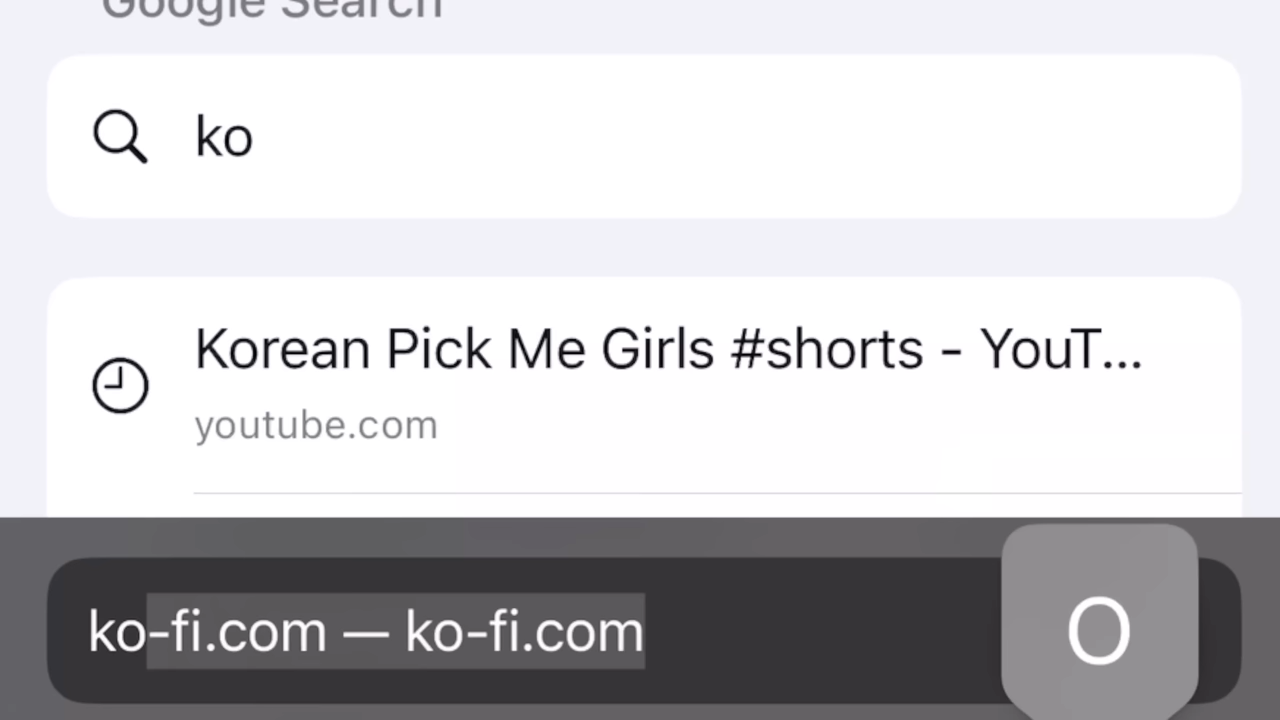 Google Search
ko
Korean Pick Me Girls #shorts - YouT...
youtube.com
ko-fi.com — ko-fi.com
O